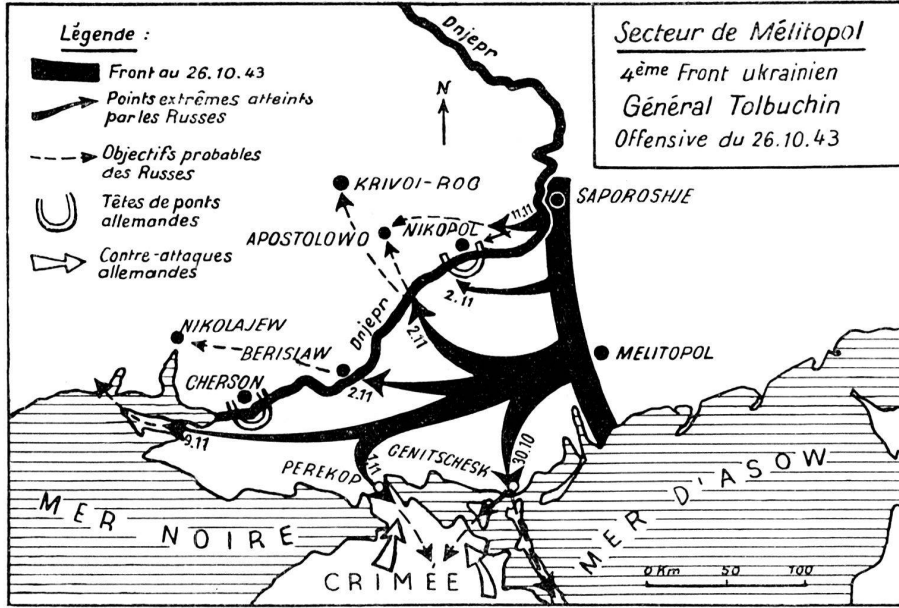 Légende :
Front au 26.10.43
Points extrêmes atteints
par les Russes
Objectifs probables
des Russes
Têtes de ponts
allemandes
Contre-attaques
allemandes
Secteur de Mélitopol
4ème Front ukrainien
Général Tolbuchin
Offensive du 26.10.43
Dnjepr
N
KRIVOI-ROG
SAPOROSHJE
11.11
NIKOPOL
APOSTOLOWO
2.11
Dnjepr
2.11
NIKOLAJEW
BERISLAW
MELITOPOL
CHERSON
2.11
9.11
1.11
GENITSCHESK
30.10
PEREKOP
MER NOIRE
MER D'ASOW
CRIMÉE
0 Km 50 100